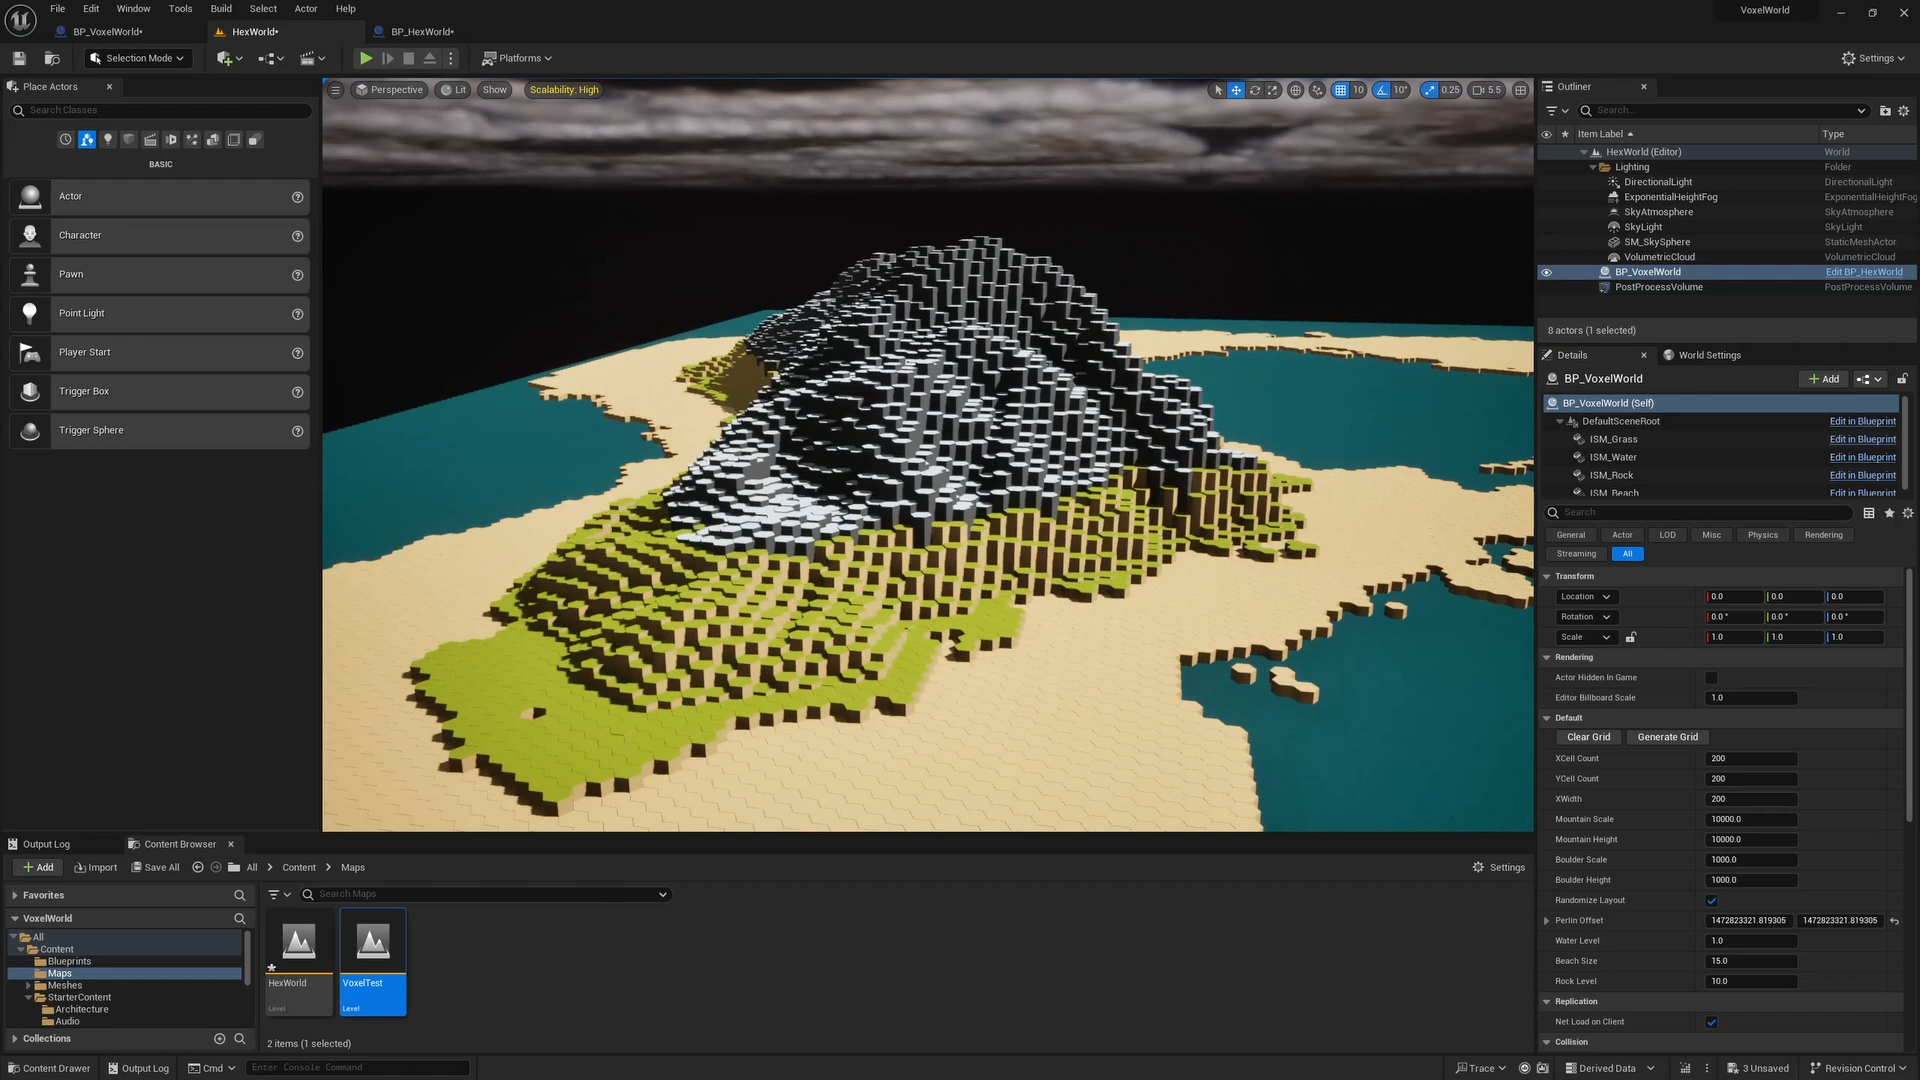 File Edit Window Tools Build Select Actor Help
VoxelWorld
BP_VoxelWorld* HexWorld* BP_HexWorld*
Selection Mode Platforms Settings
Place Actors
Search Classes
BASIC
Actor
Character
Pawn
Point Light
Player Start
Trigger Box
Trigger Sphere
Perspective Lit Show Scalability: High 10 10° 0.25 5.5
Outliner
Search...
Item Label Type
HexWorld (Editor) World
Lighting Folder
DirectionalLight DirectionalLight
ExponentialHeightFog ExponentialHeightFog
SkyAtmosphere SkyAtmosphere
SkyLight SkyLight
SM_SkySphere StaticMeshActor
VolumetricCloud VolumetricCloud
BP_VoxelWorld Edit BP_HexWorld
PostProcessVolume PostProcessVolume
8 actors (1 selected)
Details World Settings
BP_VoxelWorld Add
BP_VoxelWorld (Self)
DefaultSceneRoot Edit in Blueprint
ISM_Grass Edit in Blueprint
ISM_Water Edit in Blueprint
ISM_Rock Edit in Blueprint
ISM_Beach Edit in Blueprint
Search
General Actor LOD Misc Physics Rendering
Streaming All
Transform
Location 0.0 0.0 0.0
Rotation 0.0° 0.0° 0.0°
Scale 1.0 1.0 1.0
Rendering
Actor Hidden In Game
Editor Billboard Scale 1.0
Default
Clear Grid Generate Grid
XCell Count 200
YCell Count 200
XWidth 200
Mountain Scale 10000.0
Mountain Height 10000.0
Boulder Scale 1000.0
Boulder Height 1000.0
Randomize Layout
Perlin Offset 1472823321.819305 1472823321.819305
Water Level 1.0
Beach Size 15.0
Rock Level 10.0
Replication
Net Load on Client
Collision
Output Log Content Browser
Add Import Save All All Content Maps Settings
Favorites
VoxelWorld
All
Content
Blueprints
Maps
Meshes
StarterContent
Architecture
Audio
Collections
Search Maps
HexWorld
Level
VoxelTest
Level
2 items (1 selected)
Content Drawer Output Log Cmd Enter Console Command Trace Derived Data 3 Unsaved Revision Control